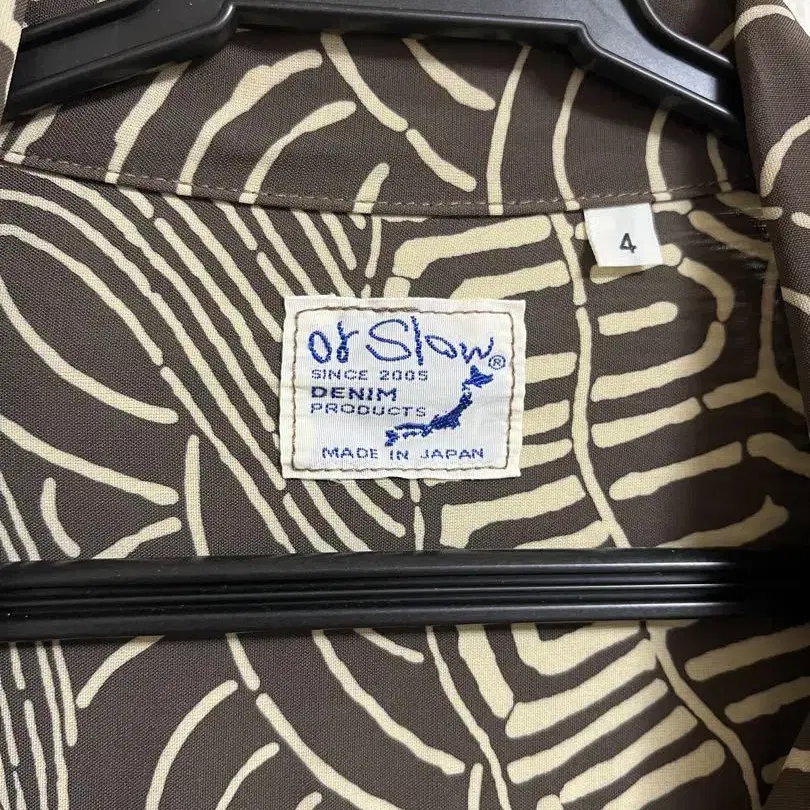 4
or Slow®
SINCE 2005
DENIM
PRODUCTS
MADE IN JAPAN